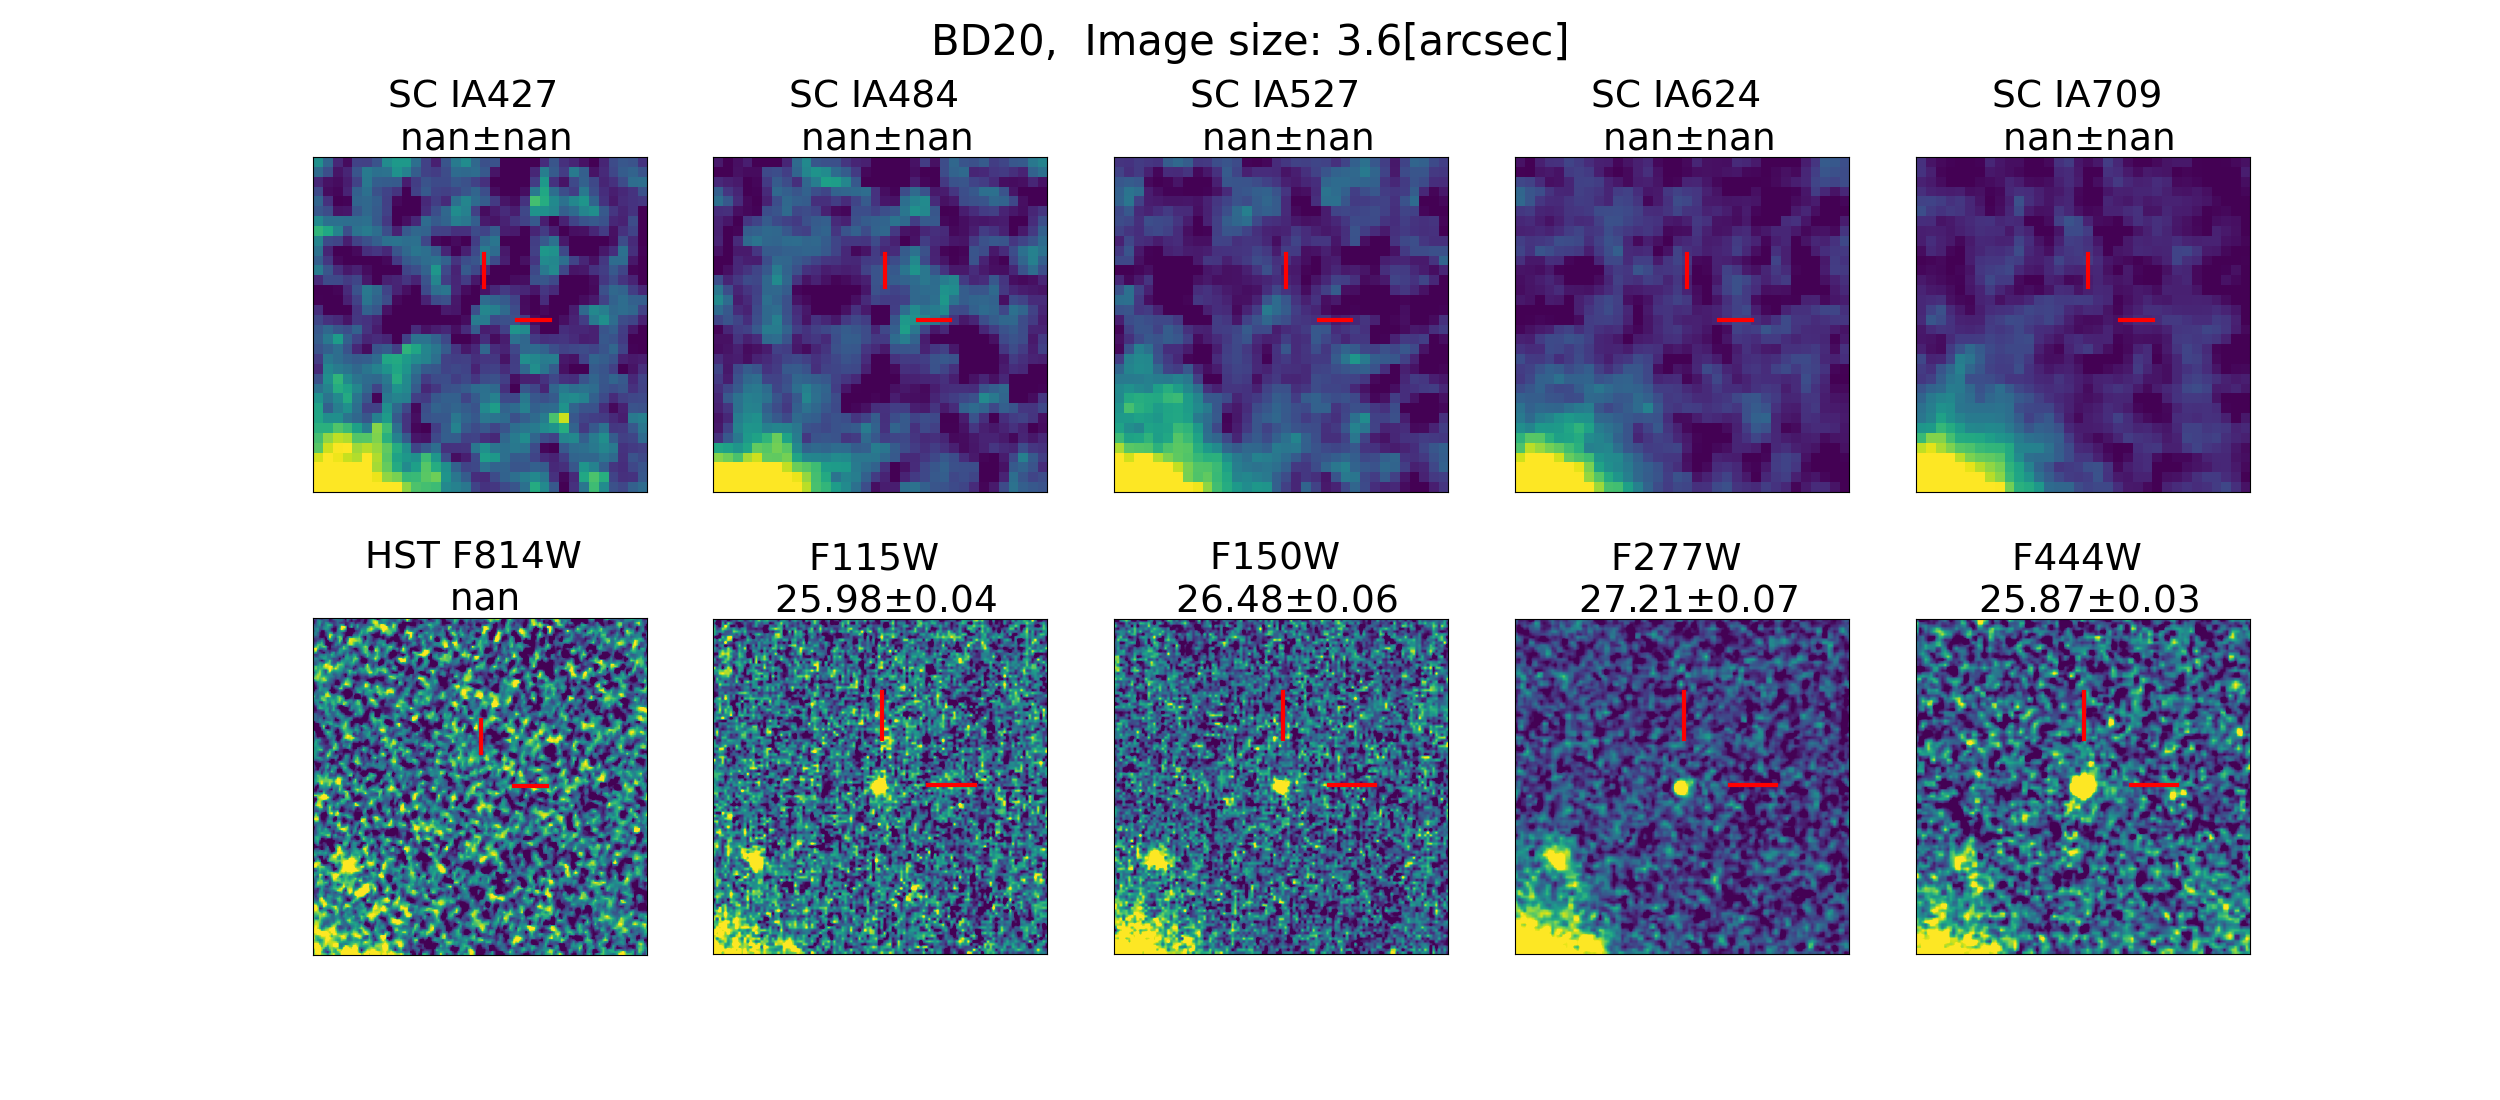 BD20,  Image size: 3.6[arcsec]
SC IA427
nan±nan
SC IA484
nan±nan
SC IA527
nan±nan
SC IA624
nan±nan
SC IA709
nan±nan
HST F814W
nan
F115W
25.98±0.04
F150W
26.48±0.06
F277W
27.21±0.07
F444W
25.87±0.03